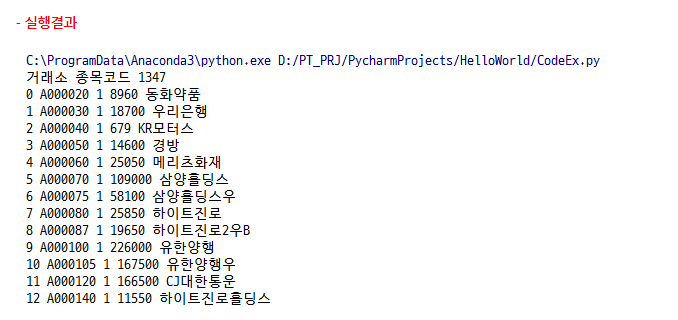 - 실행결과
C:\ProgramData\Anaconda3\python.exe D:/PT_PRJ/PycharmProjects/HelloWorld/CodeEx.py
거래소 종목코드 1347
0 A000020 1 8960 동화약품
1 A000030 1 18700 우리은행
2 A000040 1 679 KR모터스
3 A000050 1 14600 경방
4 A000060 1 25050 메리츠화재
5 A000070 1 109000 삼양홀딩스
6 A000075 1 58100 삼양홀딩스우
7 A000080 1 25850 하이트진로
8 A000087 1 19650 하이트진로2우B
9 A000100 1 226000 유한양행
10 A000105 1 167500 유한양행우
11 A000120 1 166500 CJ대한통운
12 A000140 1 11550 하이트진로홀딩스